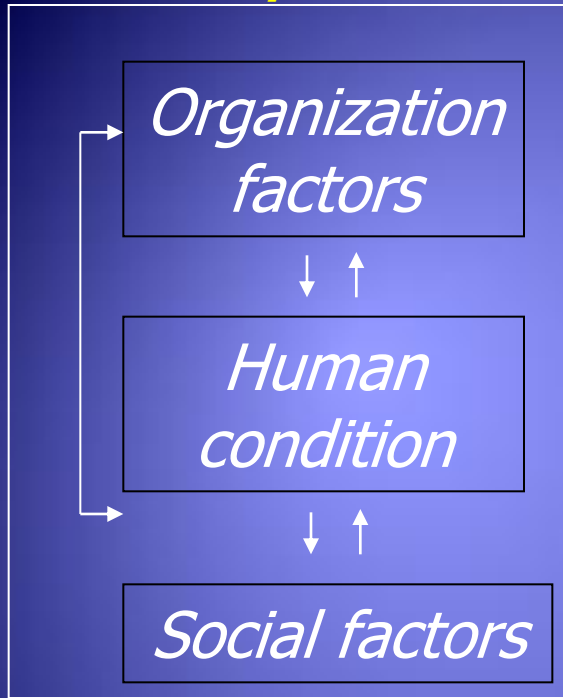 Organization
factors
Human
condition
Social factors